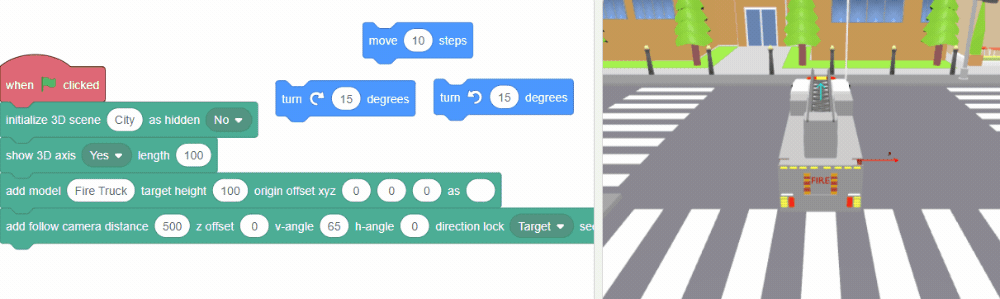 move 10 steps
when clicked
turn 15 degrees
turn 15 degrees
initialize 3D scene City as hidden No
show 3D axis Yes length 100
add model Fire Truck target height 100 origin offset xyz 0 0 0 as
add follow camera distance 500 z offset 0 v-angle 65 h-angle 0 direction lock Target
FIRE